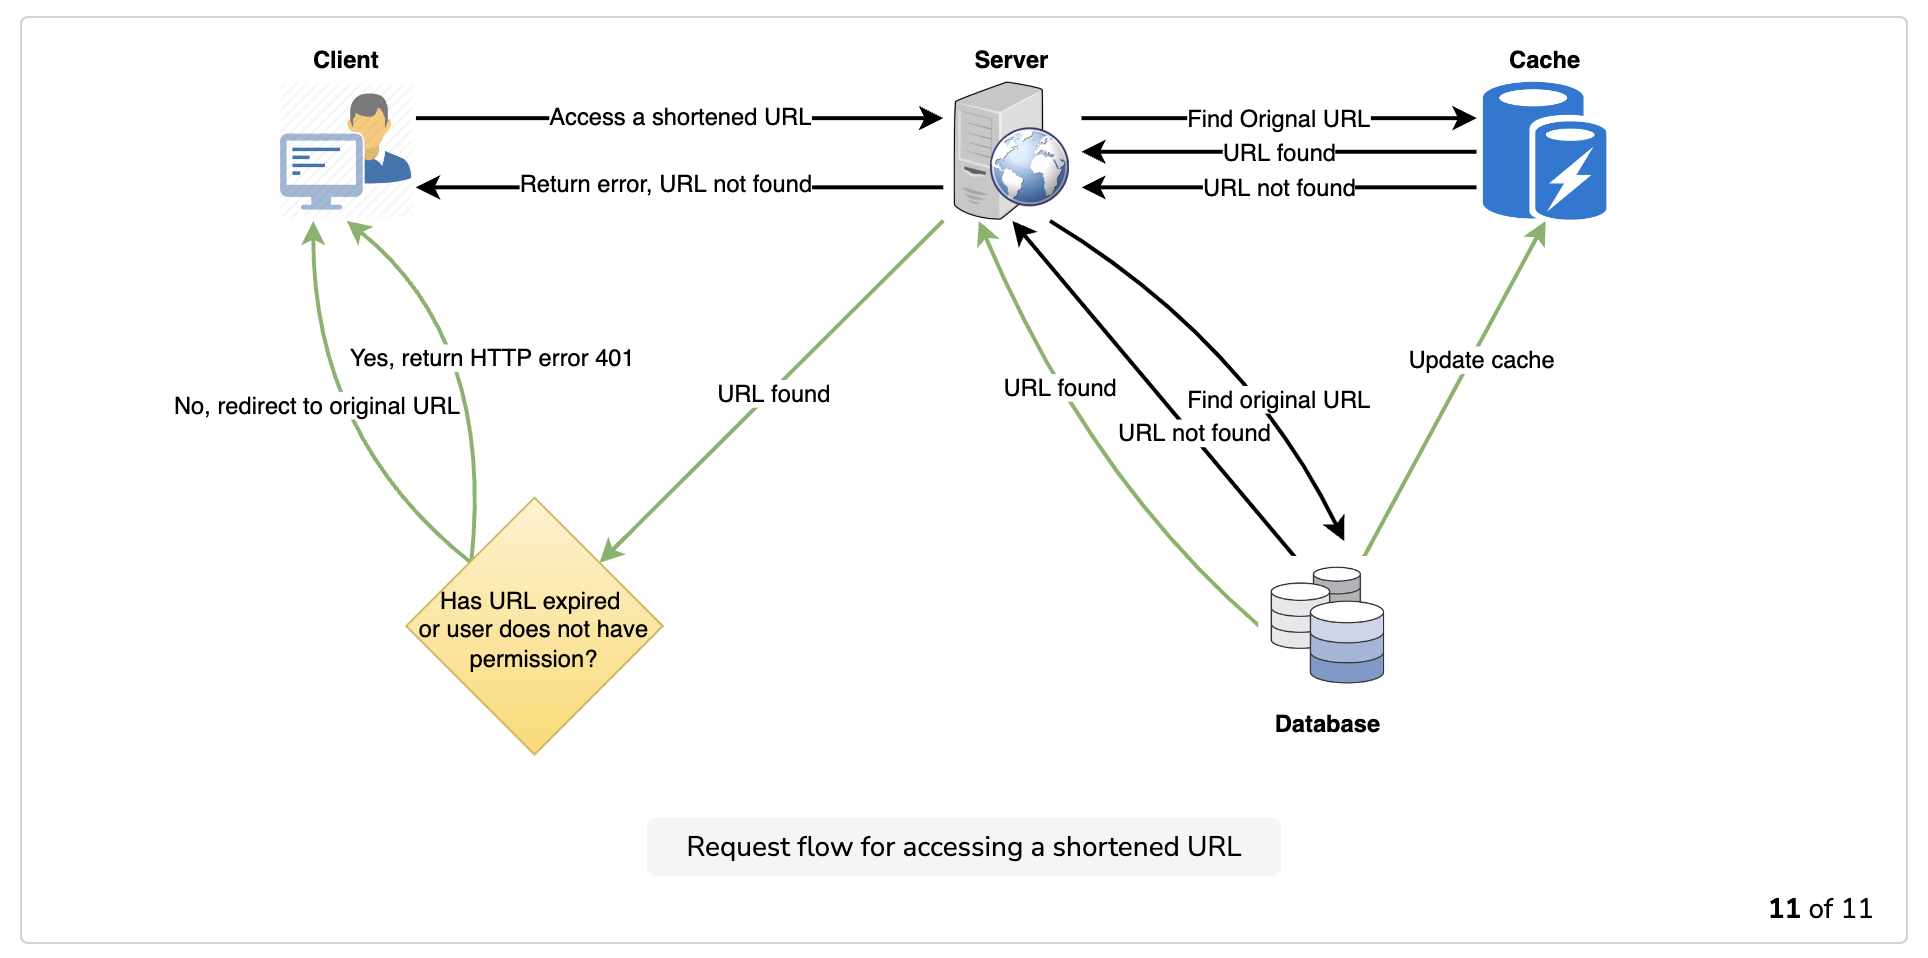 Client
Server
Cache
Access a shortened URL
Find Orignal URL
URL found
Return error, URL not found
URL not found
Yes, return HTTP error 401
Update cache
URL found
URL found
No, redirect to original URL
Find original URL
URL not found
Has URL expired
or user does not have
permission?
Database
Request flow for accessing a shortened URL
11 of 11